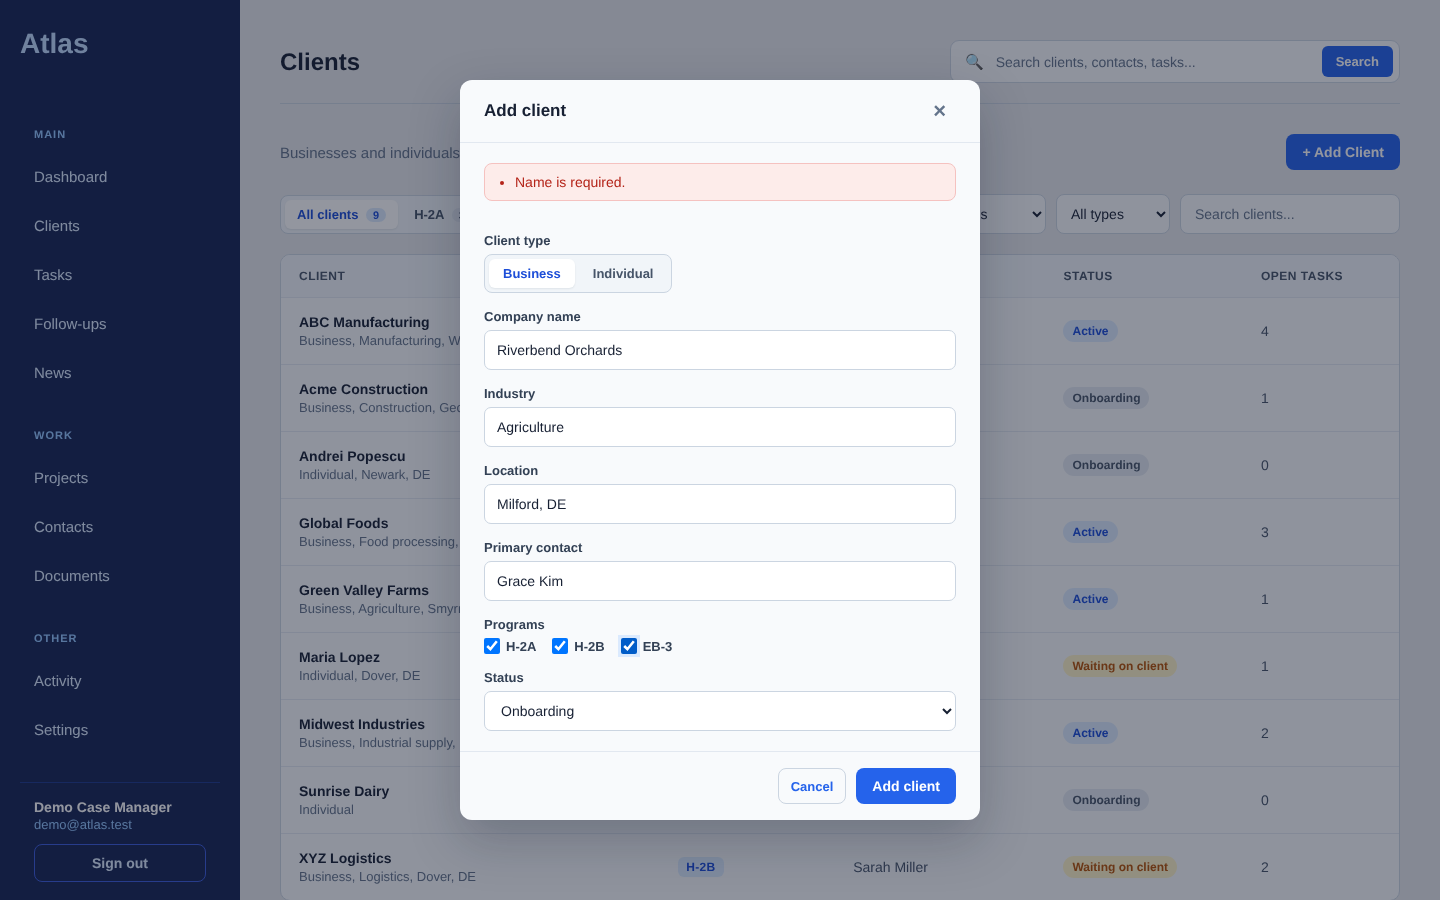 Atlas
MAIN
Dashboard
Clients
Tasks
Follow-ups
News
WORK
Projects
Contacts
Documents
OTHER
Activity
Settings
Demo Case Manager
demo@atlas.test
Sign out
Clients
Search clients, contacts, tasks...
Search
Businesses and individuals
+ Add Client
All clients 9
H-2A
All types
Search clients...
CLIENT STATUS OPEN TASKS
ABC Manufacturing
Business, Manufacturing,
Active 4
Acme Construction
Business, Construction,
Onboarding 1
Andrei Popescu
Individual, Newark, DE
Onboarding 0
Global Foods
Business, Food processing,
Active 3
Green Valley Farms
Business, Agriculture,
Active 1
Maria Lopez
Individual, Dover, DE
Waiting on client 1
Midwest Industries
Business, Industrial supply,
Active 2
Sunrise Dairy
Individual
Onboarding 0
XYZ Logistics
Business, Logistics, Dover, DE
H-2B Sarah Miller Waiting on client 2
Add client
×
• Name is required.
Client type
Business Individual
Company name
Riverbend Orchards
Industry
Agriculture
Location
Milford, DE
Primary contact
Grace Kim
Programs
H-2A H-2B EB-3
Status
Onboarding
Cancel Add client